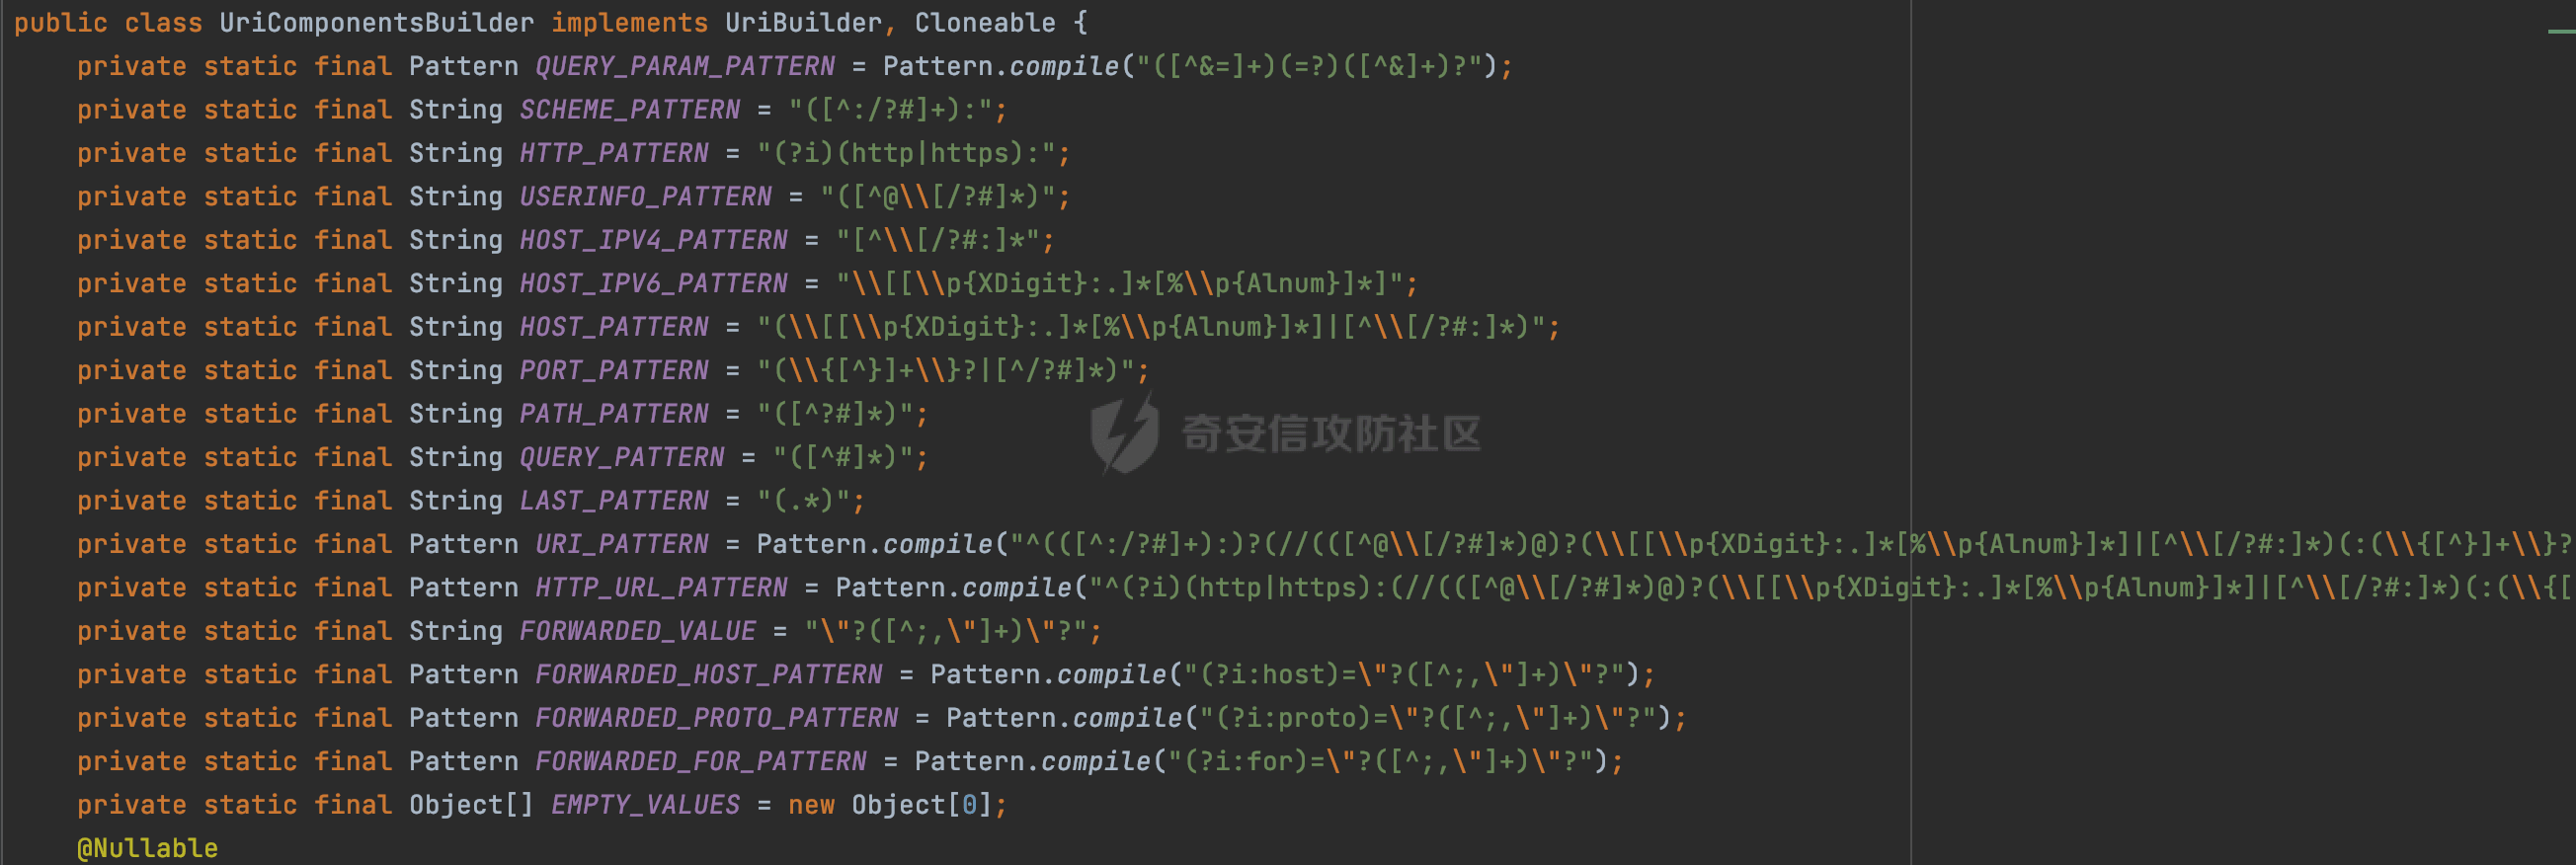 public class UriComponentsBuilder implements UriBuilder, Cloneable {
private static final Pattern QUERY_PARAM_PATTERN = Pattern.compile("([^&=]+)(=?)([^&]+)?");
private static final String SCHEME_PATTERN = "([^:/?#]+):";
private static final String HTTP_PATTERN = "(?i)(http|https):";
private static final String USERINFO_PATTERN = "([^@\\[/?#]*)";
private static final String HOST_IPV4_PATTERN = "[^\\[/?#:]*";
private static final String HOST_IPV6_PATTERN = "\\[[\\p{XDigit}:.]*[%\\p{Alnum}]*]";
private static final String HOST_PATTERN = "(\\[[\\p{XDigit}:.]*[%\\p{Alnum}]*]|[^\\[/?#:]*)";
private static final String PORT_PATTERN = "(\\{[^}]+\\}?|[^/?#]*)";
private static final String PATH_PATTERN = "([^?#]*)";
奇安信攻防社区
private static final String QUERY_PATTERN = "([^#]*)";
private static final String LAST_PATTERN = "(.*)";
private static final Pattern URI_PATTERN = Pattern.compile("^(([^:/?#]+):)?(//(([^@\\[/?#]*)@)?(\\[[\\p{XDigit}:.]*[%\\p{Alnum}]*]|[^\\[/?#:]*)(:(\\{[^}]+\\}?
private static final Pattern HTTP_URL_PATTERN = Pattern.compile("^(?i)(http|https):(//(([^@\\[/?#]*)@)?(\\[[\\p{XDigit}:.]*[%\\p{Alnum}]*]|[^\\[/?#:]*)(:(\\{[
private static final String FORWARDED_VALUE = "\"?([^;,\"]+)\"?";
private static final Pattern FORWARDED_HOST_PATTERN = Pattern.compile("(?i:host)=\"?([^;,\"]+)\"?");
private static final Pattern FORWARDED_PROTO_PATTERN = Pattern.compile("(?i:proto)=\"?([^;,\"]+)\"?");
private static final Pattern FORWARDED_FOR_PATTERN = Pattern.compile("(?i:for)=\"?([^;,\"]+)\"?");
private static final Object[] EMPTY_VALUES = new Object[0];
@Nullable